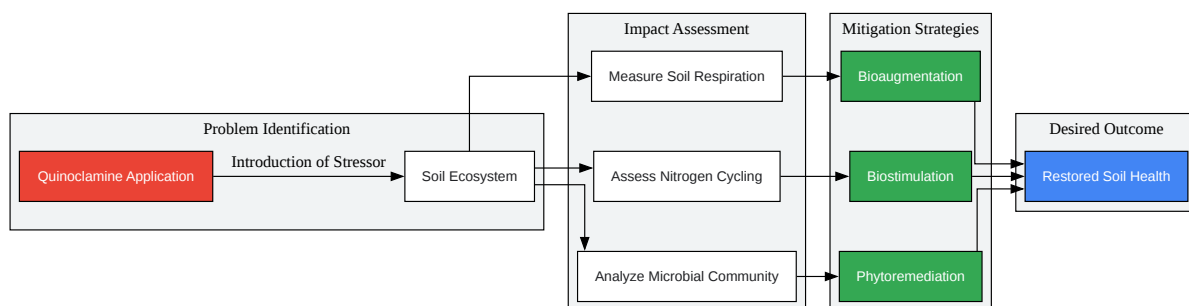 Impact Assessment
Mitigation Strategies
Measure Soil Respiration
Bioaugmentation
Problem Identification
Desired Outcome
Quinoclamine Application
Introduction of Stressor
Soil Ecosystem
Assess Nitrogen Cycling
Biostimulation
Restored Soil Health
Analyze Microbial Community
Phytoremediation